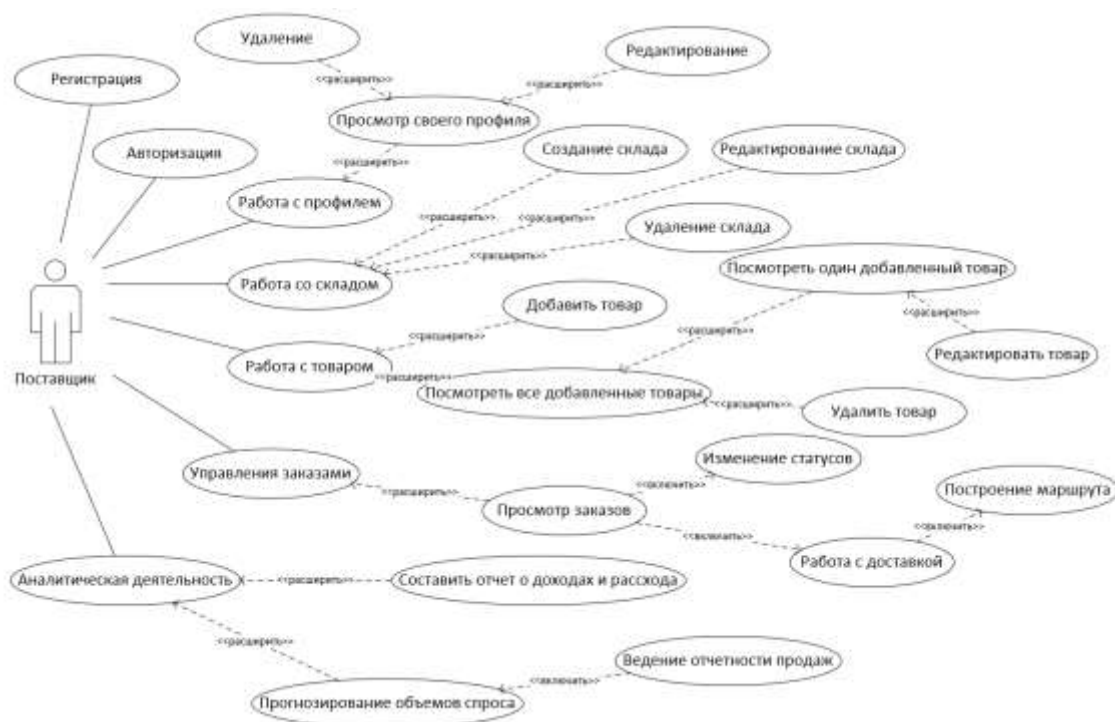 Удаление
Редактирование
Регистрация
<<расширить>>
<<расширить>>
Просмотр своего профиля
Авторизация
Создание склада
Редактирование склада
<<расширить>>
Работа с профилем
<<расширить>>
<<расширить>>
Удаление склада
<<расширить>>
Посмотреть один добавленный товар
Работа со складом
Добавить товар
<<расширить>>
<<расширить>>
<<расширить>>
Редактировать товар
Работа с товаром
<<расширить>>
Поставщик
Посмотреть все добавленные товары
<<расширить>>
Удалить товар
Изменение статусов
Управления заказами
<<включить>>
<<расширить>>
Построение маршрута
Просмотр заказов
<<включить>>
<<включить>>
Работа с доставкой
Аналитическая деятельность
<<расширить>>
Составить отчет о доходах и рассхода
<<расширить>>
Ведение отчетности продаж
<<включить>>
Прогнозирование объемов спроса